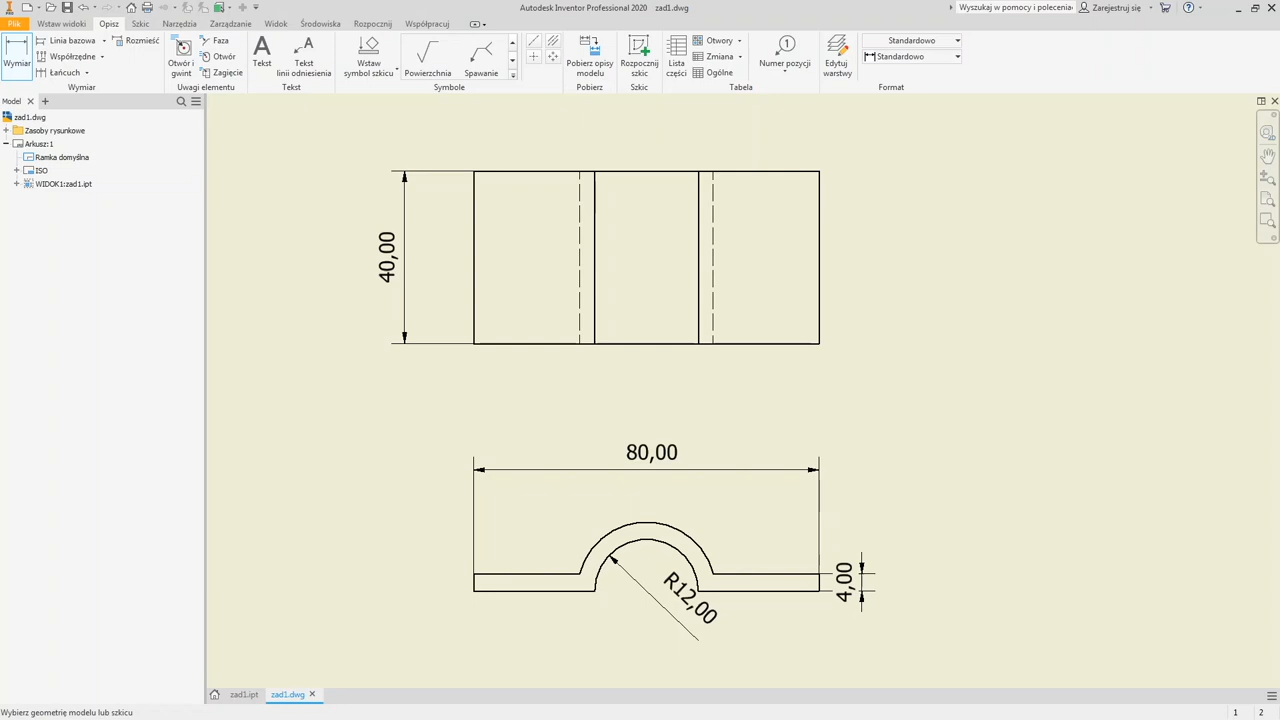 Autodesk Inventor Professional 2020 zad1.dwg
Wyszukaj w pomocy i polecenia
Zarejestruj się
Plik Wstaw widoki Opisz Szkic Narzędzia Zarządzanie Widok Środowiska Rozpocznij Współpracuj
Wymiar
Linia bazowa
Rozmieść
Współrzędne
Łańcuch
Wymiar
Otwór i
gwint
Faza
Otwór
Zagięcie
Uwagi elementu
Tekst
Tekst
linii odniesienia
Tekst
Wstaw
symbol szkicu
Powierzchnia
Spawanie
Symbole
Pobierz opisy
modelu
Pobierz
Rozpocznij
szkic
Szkic
Lista
części
Otwory
Zmiana
Ogólne
Numer pozycji
Tabela
Edytuj
warstwy
Standardowo
Standardowo
Format
Model
zad1.dwg
Zasoby rysunkowe
Arkusz:1
Ramka domyślna
ISO
WIDOK1:zad1.ipt
40,00
80,00
R12,00
4,00
zad1.ipt
zad1.dwg
Wybierz geometrię modelu lub szkicu
1 2